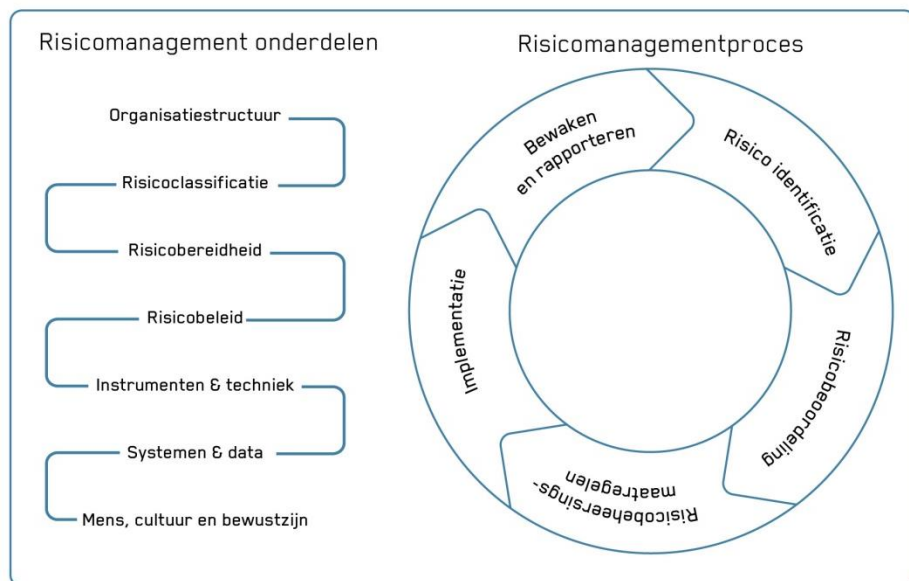 Risicomanagement onderdelen
Organisatiestructuur
Risicoclassificatie
Risicobereidheid
Risicobeleid
Instrumenten & techniek
Systemen & data
Mens, cultuur en bewustzijn
Risicomanagementproces
Risico identificatie
Risicobeoordeling
Risicobeheersings-
maatregelen
Implementatie
Bewaken
en rapporteren